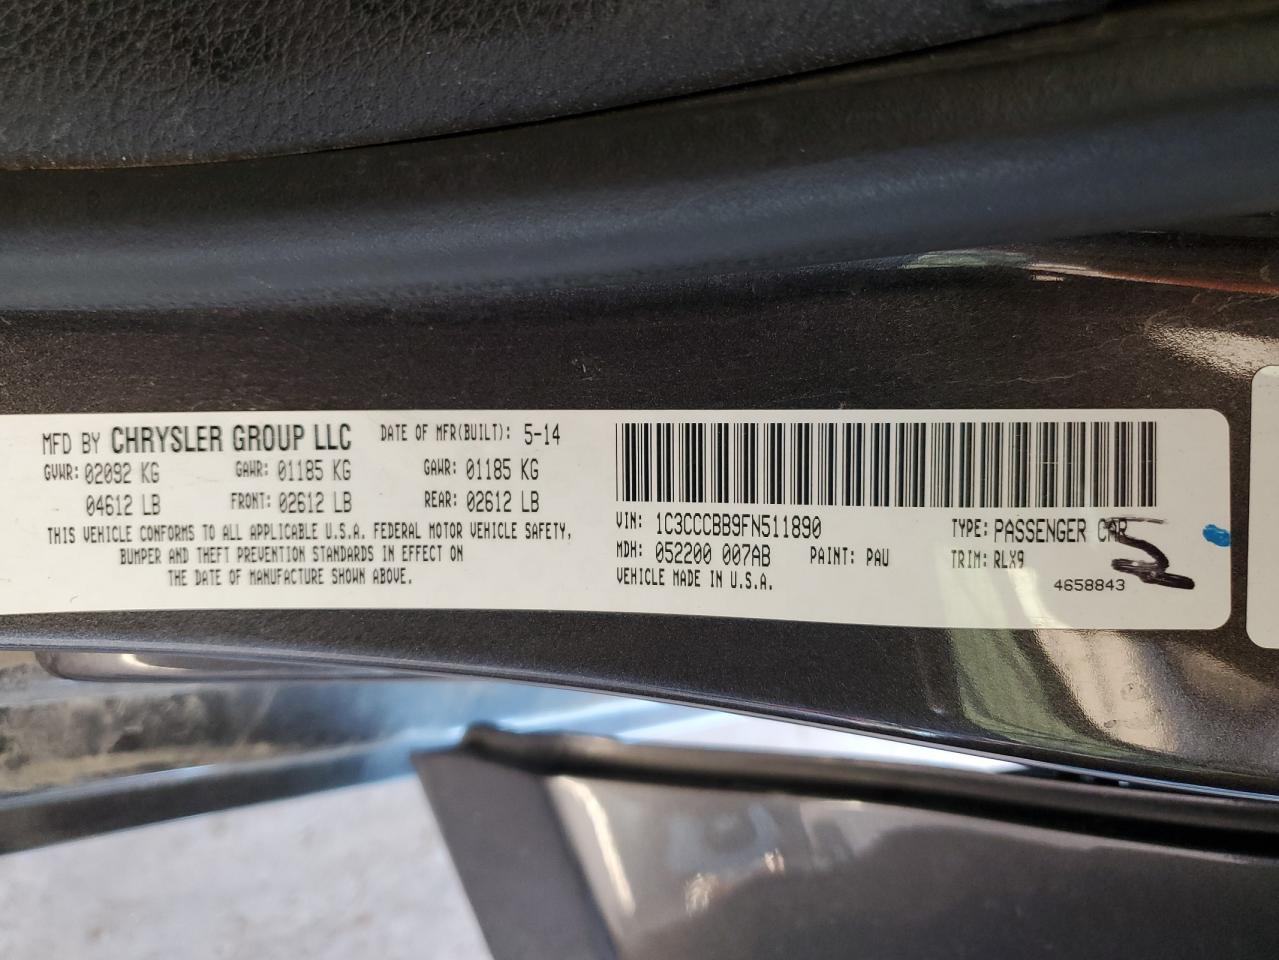 MFD BY CHRYSLER GROUP LLC DATE OF MFR(BUILT): 5-14
GVWR: 02092 KG GAWR: 01185 KG GAWR: 01185 KG
04612 LB FRONT: 02612 LB REAR: 02612 LB
THIS VEHICLE CONFORMS TO ALL APPLICABLE U.S.A. FEDERAL MOTOR VEHICLE SAFETY,
BUMPER AND THEFT PREVENTION STANDARDS IN EFFECT ON
THE DATE OF MANUFACTURE SHOWN ABOVE.
VIN: 1C3CCCBB9FN511890 TYPE: PASSENGER CAR
MDH: 052200 007AB PAINT: PAU TRIM: RLX9
VEHICLE MADE IN U.S.A.
4658843